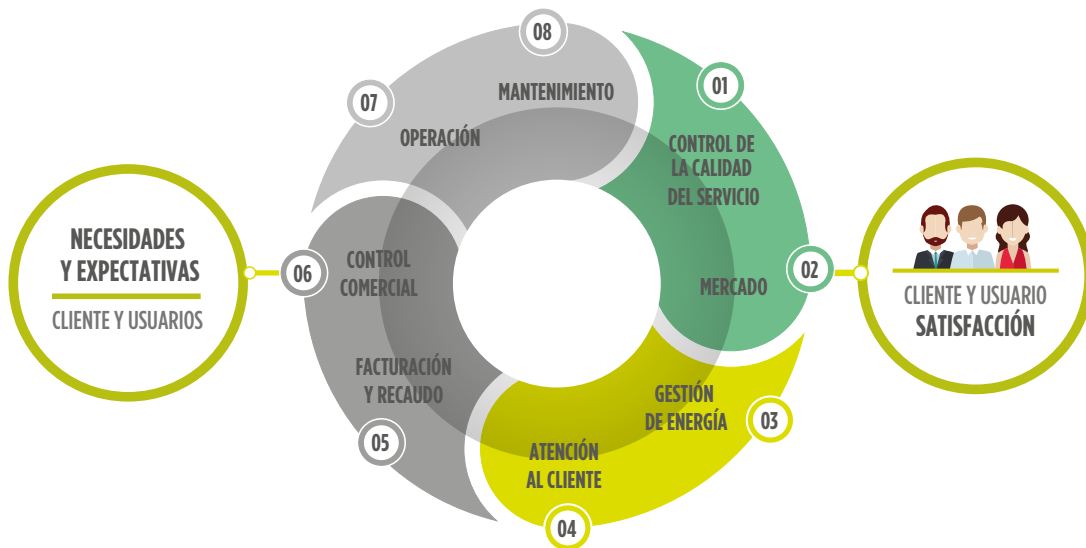 NECESIDADES
Y EXPECTATIVAS
CLIENTE Y USUARIOS
01
CONTROL DE
LA CALIDAD
DEL SERVICIO
02
MERCADO
03
GESTIÓN
DE ENERGÍA
04
ATENCIÓN
AL CLIENTE
05
FACTURACIÓN
Y RECAUDO
06
CONTROL
COMERCIAL
07
OPERACIÓN
08
MANTENIMIENTO
CLIENTE Y USUARIO
SATISFACCIÓN